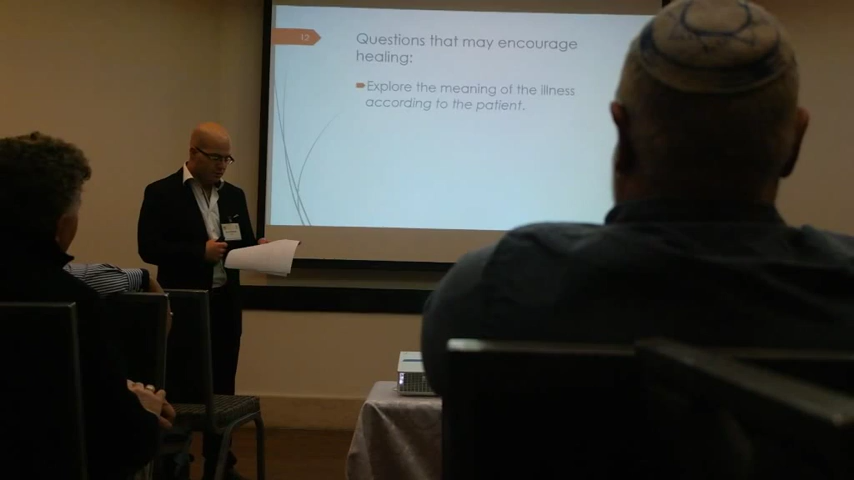 12
Questions that may encourage
healing:
Explore the meaning of the illness
according to the patient.